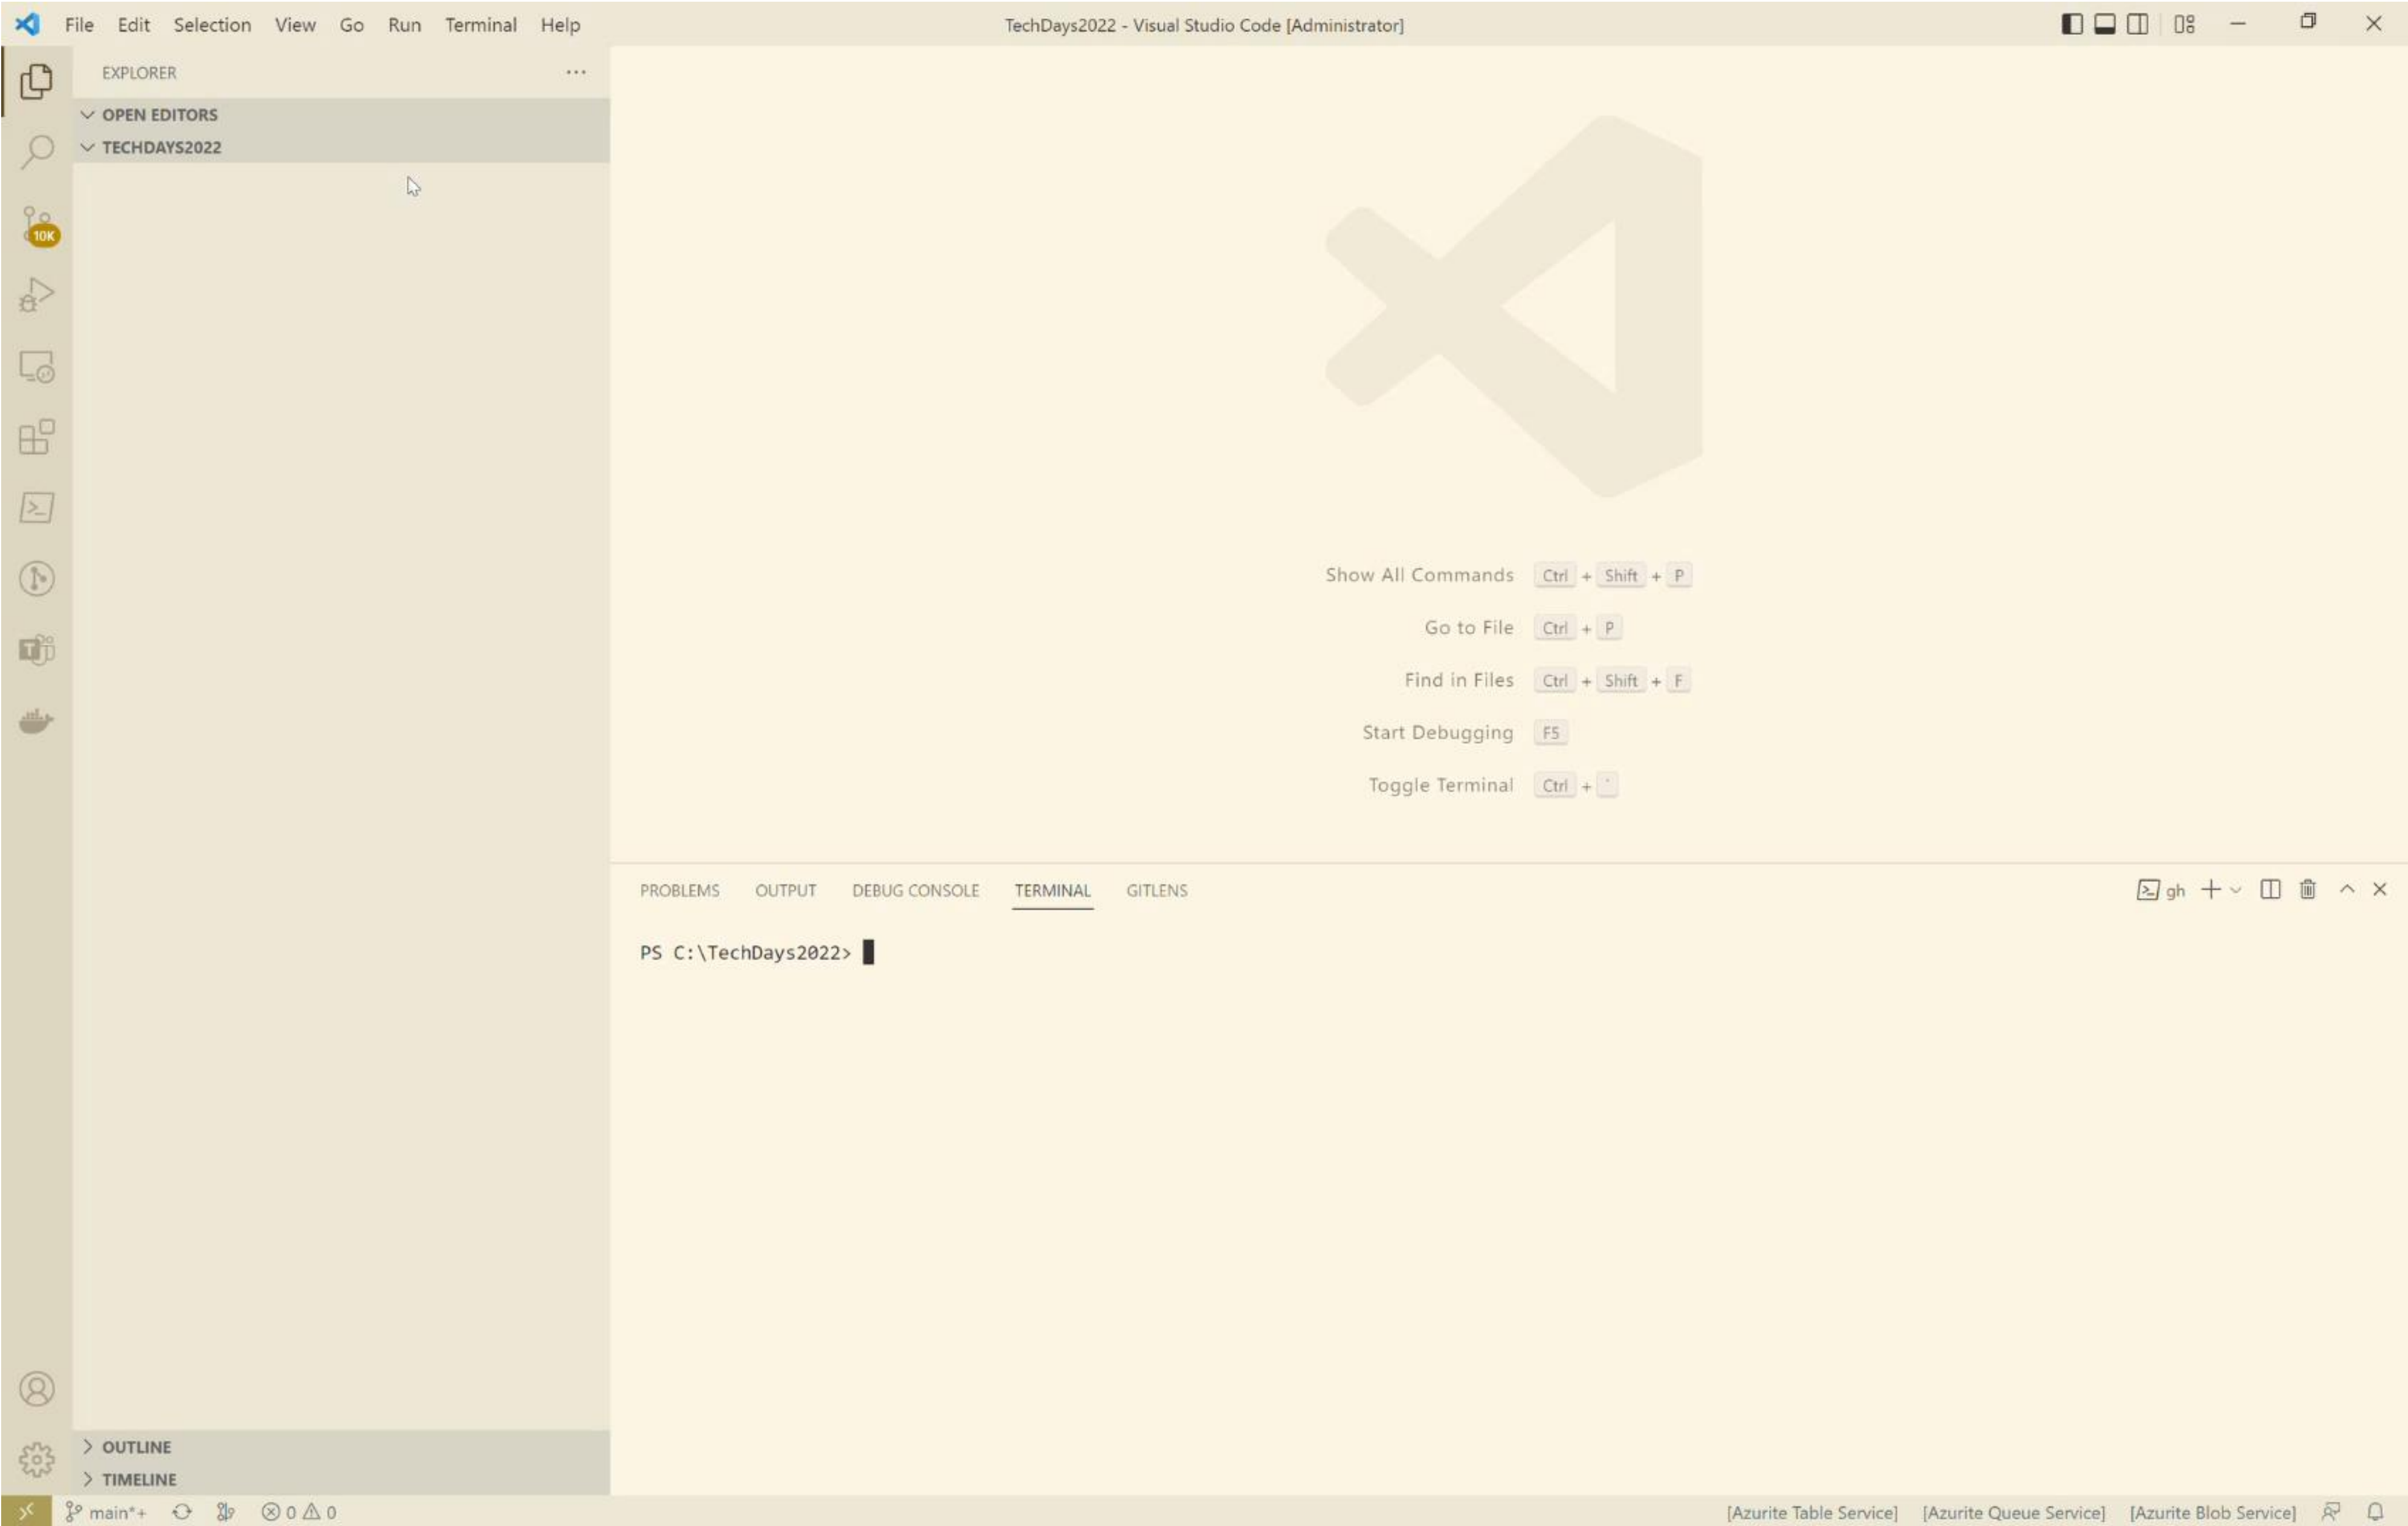 File Edit Selection View Go Run Terminal Help
TechDays2022 - Visual Studio Code [Administrator]
EXPLORER
OPEN EDITORS
TECHDAYS2022
10K
Show All Commands Ctrl + Shift + P
Go to File Ctrl + P
Find in Files Ctrl + Shift + F
Start Debugging F5
Toggle Terminal Ctrl + `
PROBLEMS OUTPUT DEBUG CONSOLE TERMINAL GITLENS
gh
PS C:\TechDays2022>
OUTLINE
TIMELINE
main*+ 0 0
[Azurite Table Service] [Azurite Queue Service] [Azurite Blob Service]